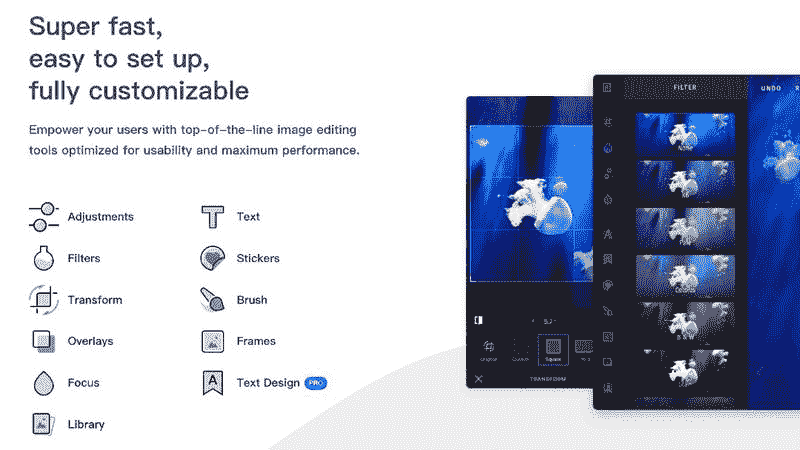 Super fast,
easy to set up,
fully customizable
Empower your users with top-of-the-line image editing
tools optimized for usability and maximum performance.
Adjustments
Filters
Transform
Overlays
Focus
Library
Text
Stickers
Brush
Frames
Text Design PRO
Square
TRANSFORM
FILTER
UNDO
B & W